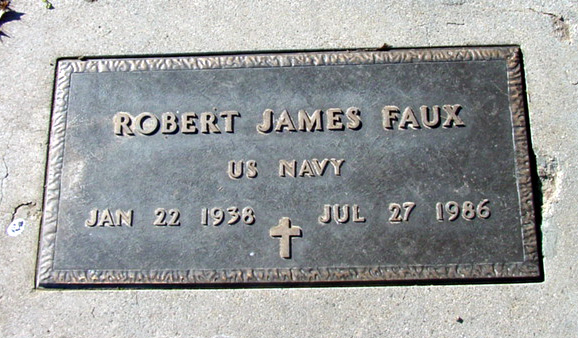 ROBERT JAMES FAUX
US NAVY
JAN 22 1938 JUL 27 1986